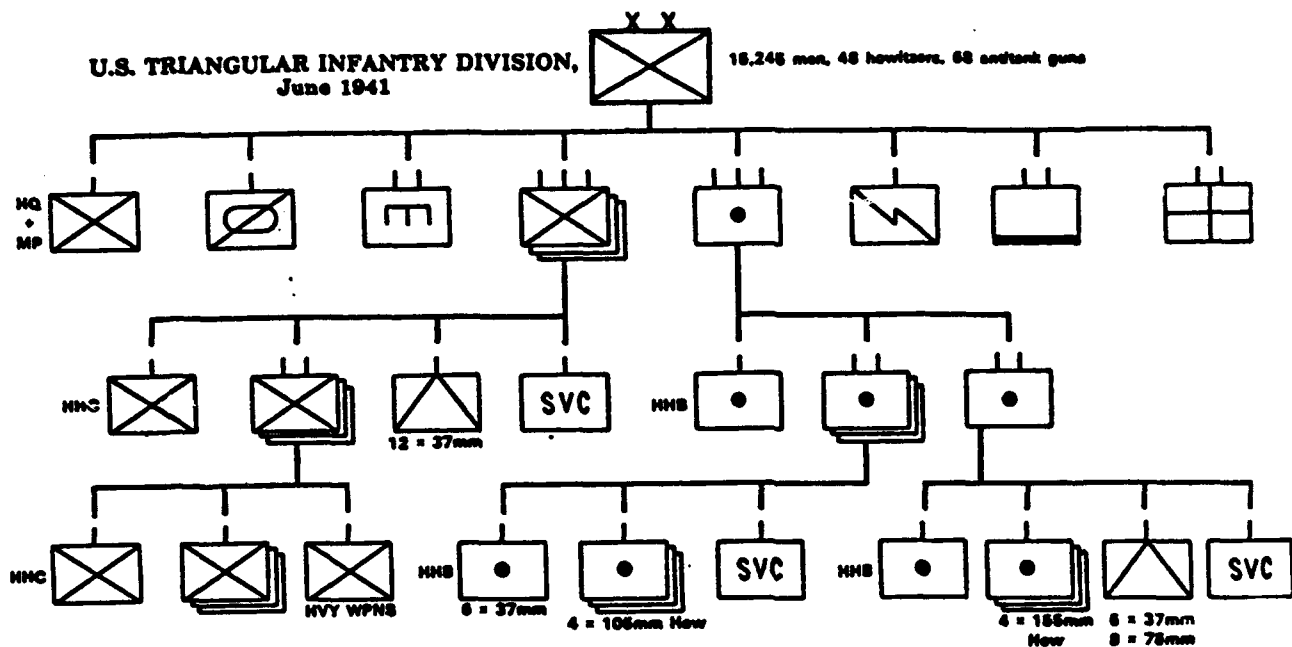 X X
U.S. TRIANGULAR INFANTRY DIVISION,
June 1941
15,245 men, 48 howitzers, 68 antitank guns
HQ
+
MP
HHC
SVC
HHB
12 x 37mm
HHC
HVY WPNS
HHB
SVC
6 x 37mm
4 x 105mm How
HHB
SVC
4 x 155mm
How
6 x 37mm
8 x 75mm